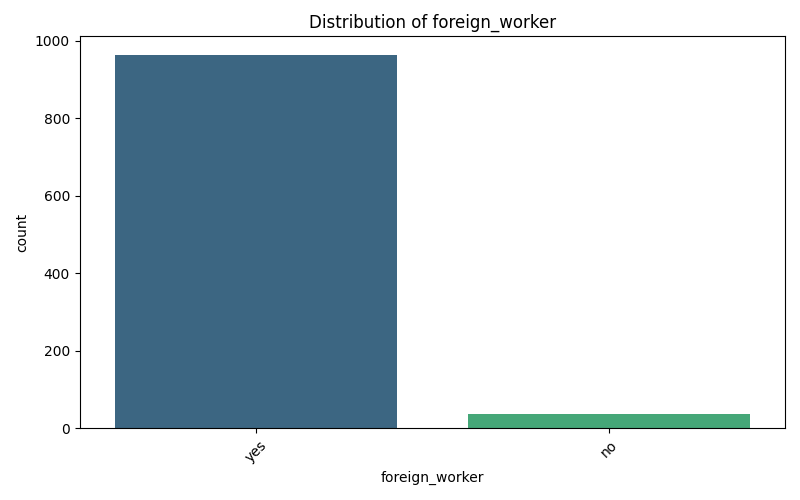 Distribution of foreign_worker
1000
800
600
400
200
0
count
yes
no
foreign_worker